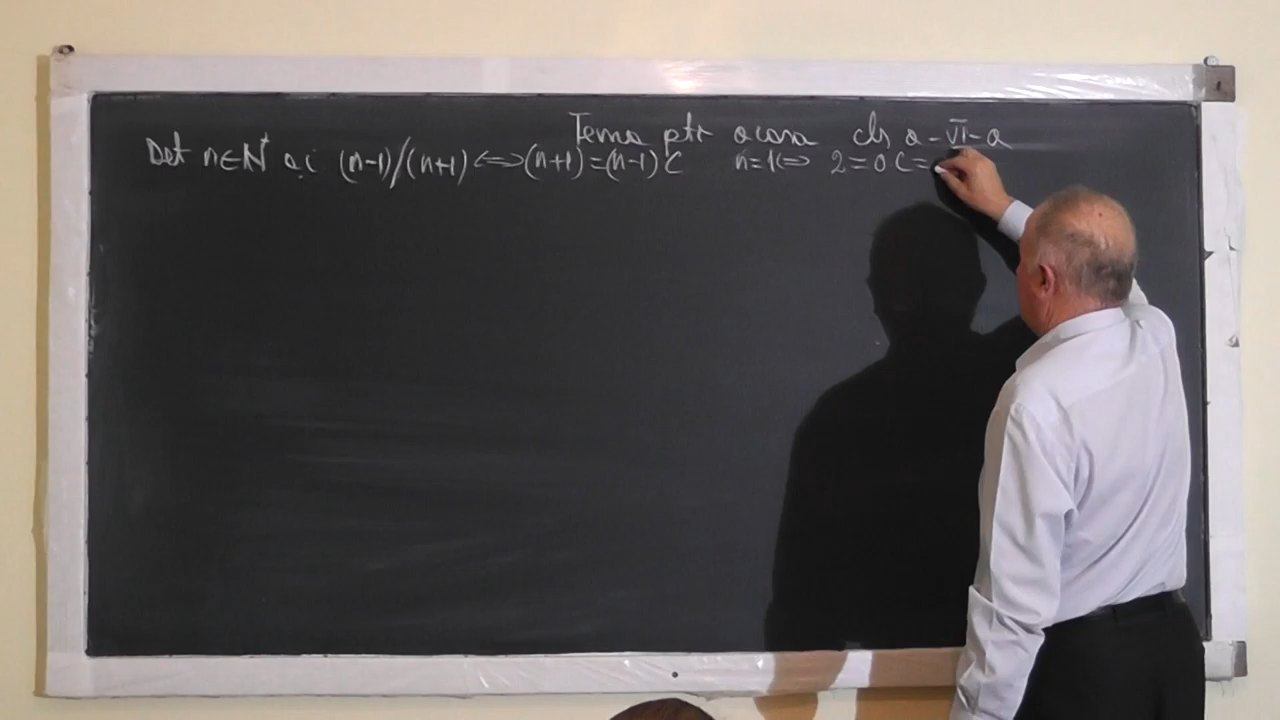 Tema ptr acasa cls a-VI-a
Det n∈N* a.i (n-1)/(n+1) ⇔ (n+1)=(n-1)C n=1⇔ 2=0C=